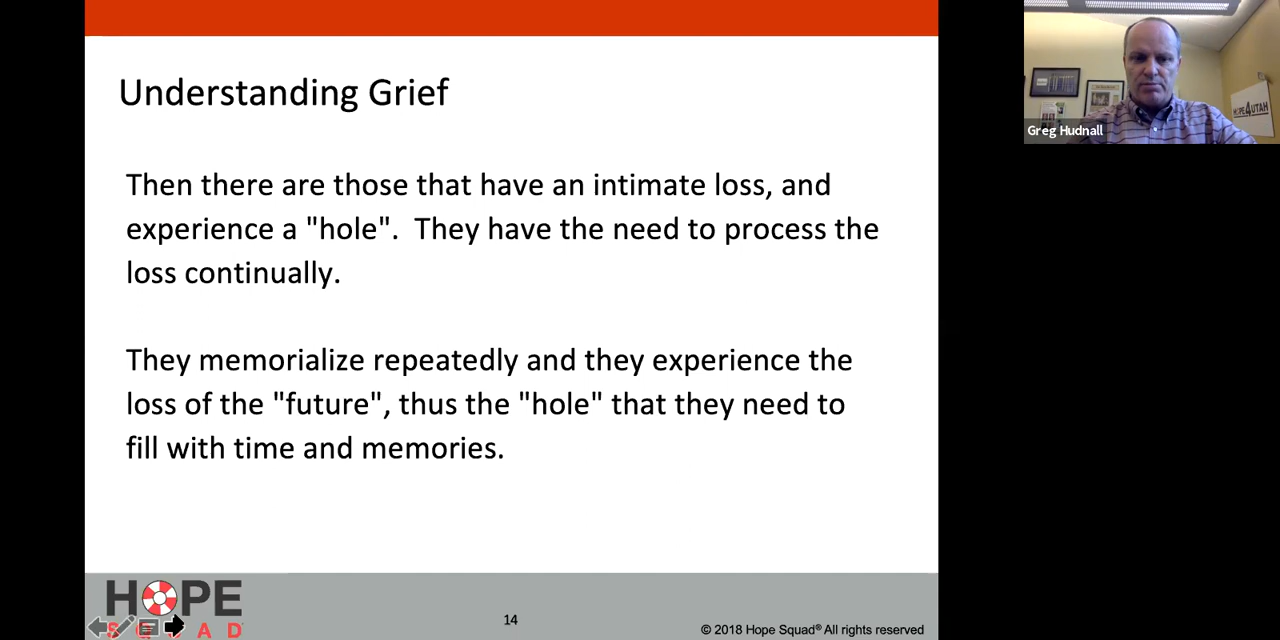 Understanding Grief
Then there are those that have an intimate loss, and
experience a "hole".  They have the need to process the
loss continually.
They memorialize repeatedly and they experience the
loss of the "future", thus the "hole" that they need to
fill with time and memories.
HOPE
SQUAD
14
© 2018 Hope Squad® All rights reserved
HOPE4UTAH
Greg Hudnall